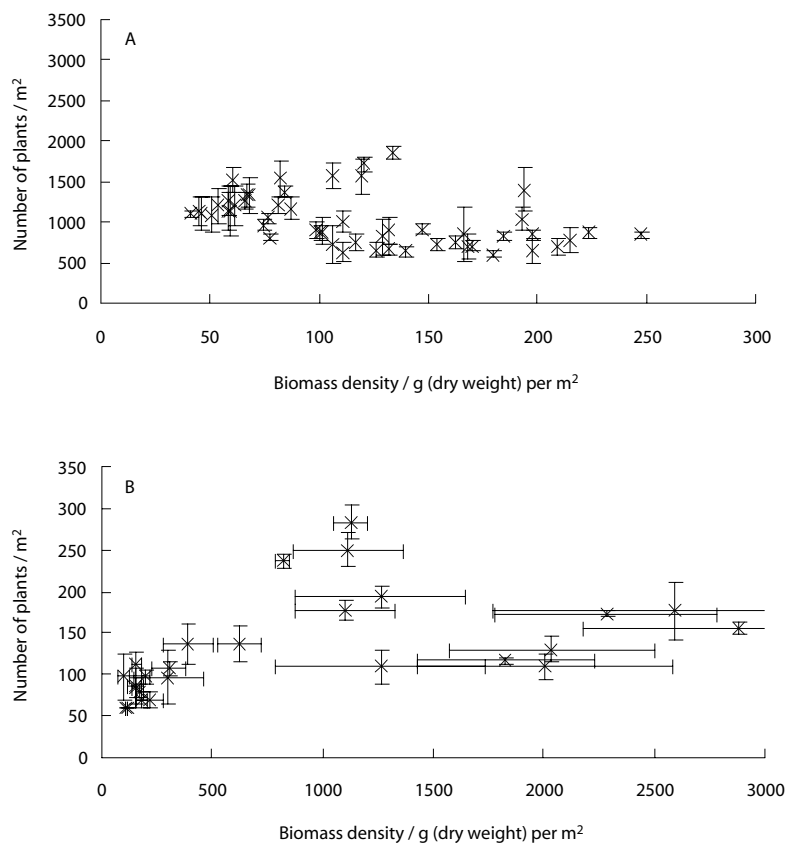 A
3500
3000
2500
2000
1500
1000
500
0
Number of plants / m²
0 50 100 150 200 250 300
Biomass density / g (dry weight) per m²
B
350
300
250
200
150
100
50
0
Number of plants / m²
0 500 1000 1500 2000 2500 3000
Biomass density / g (dry weight) per m²